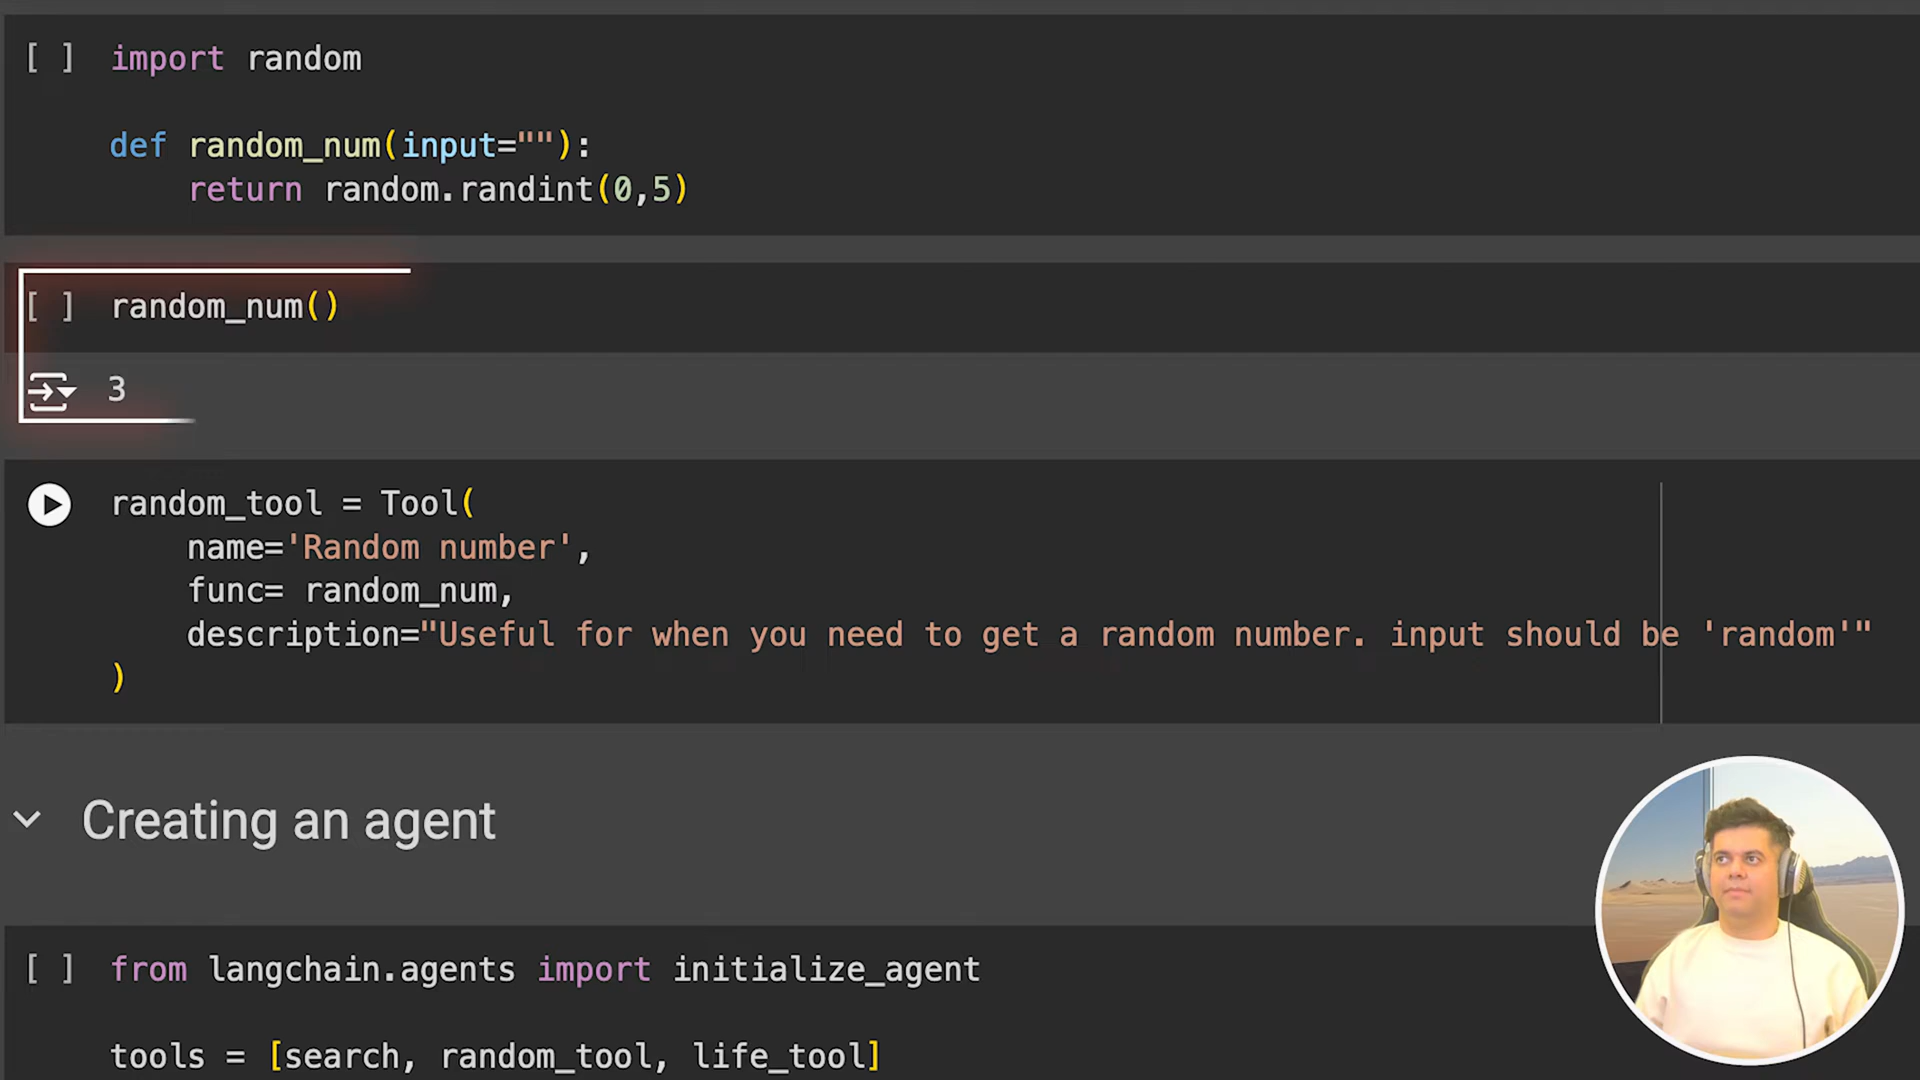 [ ] import random
def random_num(input=""):
return random.randint(0,5)
[ ] random_num()
3
random_tool = Tool(
name='Random number',
func= random_num,
description="Useful for when you need to get a random number. input should be 'random'"
)
Creating an agent
[ ] from langchain.agents import initialize_agent
tools = [search, random_tool, life_tool]